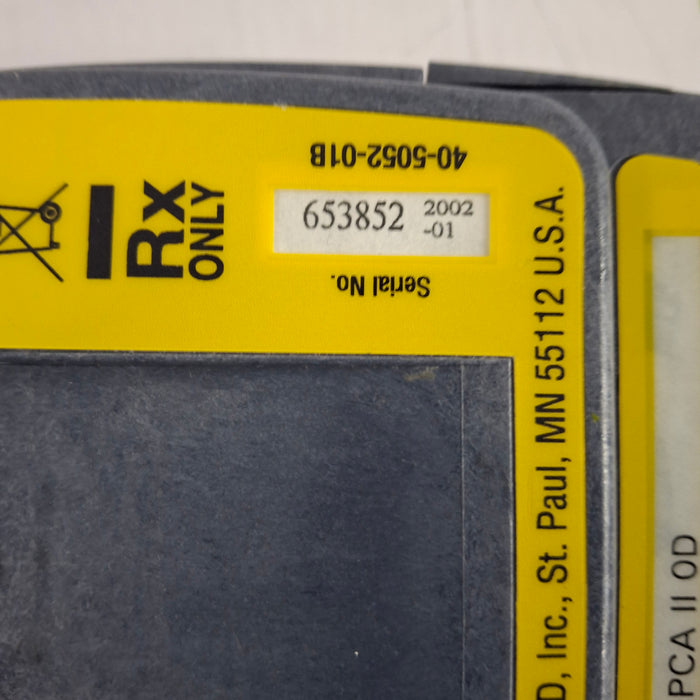 40-5052-01B
653852 2002
-01
Serial No.
Rx
ONLY
D, Inc., St. Paul, MN 55112 U.S.A.
PCA II OD